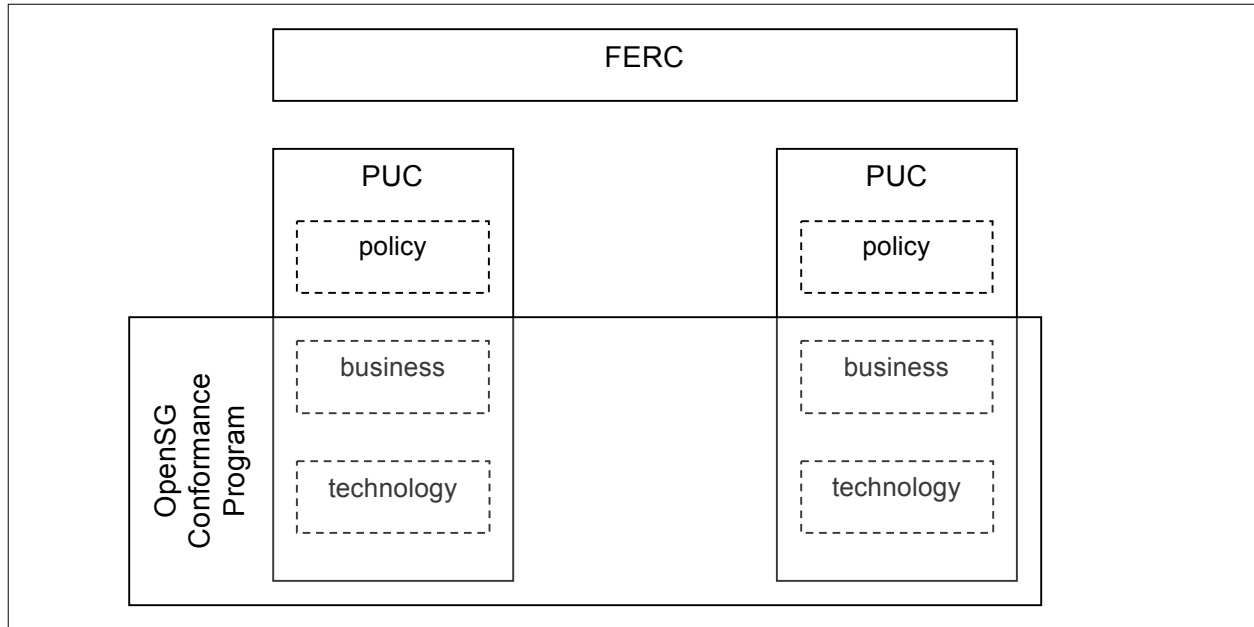 FERC
PUC
policy
business
technology
PUC
policy
business
technology
OpenSG
Conformance
Program